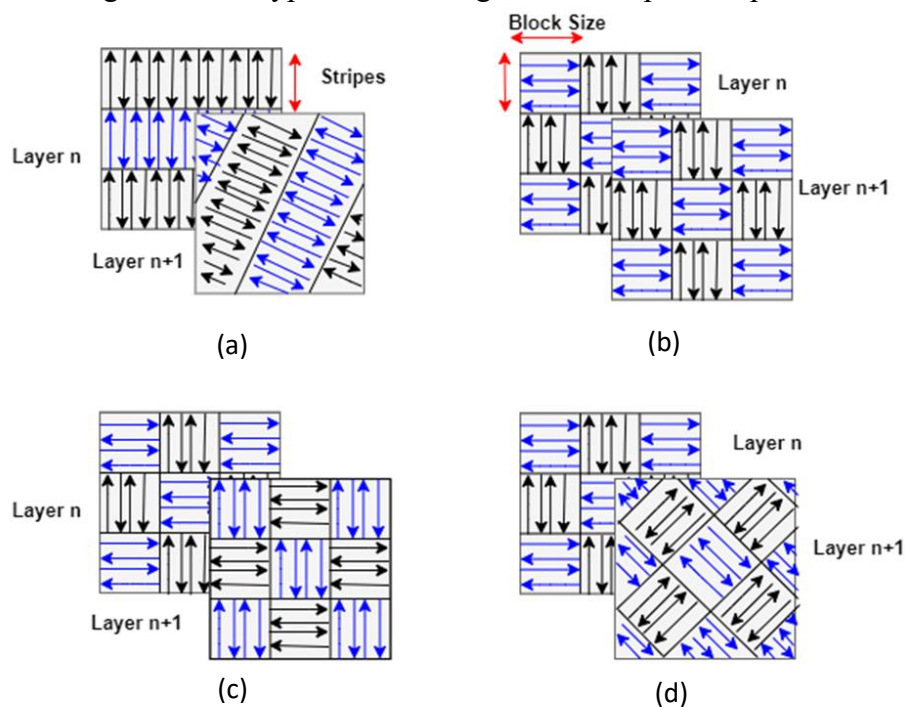 Block Size
Stripes
Layer n
Layer n+1
(a)
Layer n
Layer n+1
(b)
Layer n
Layer n+1
(c)
Layer n
Layer n+1
(d)